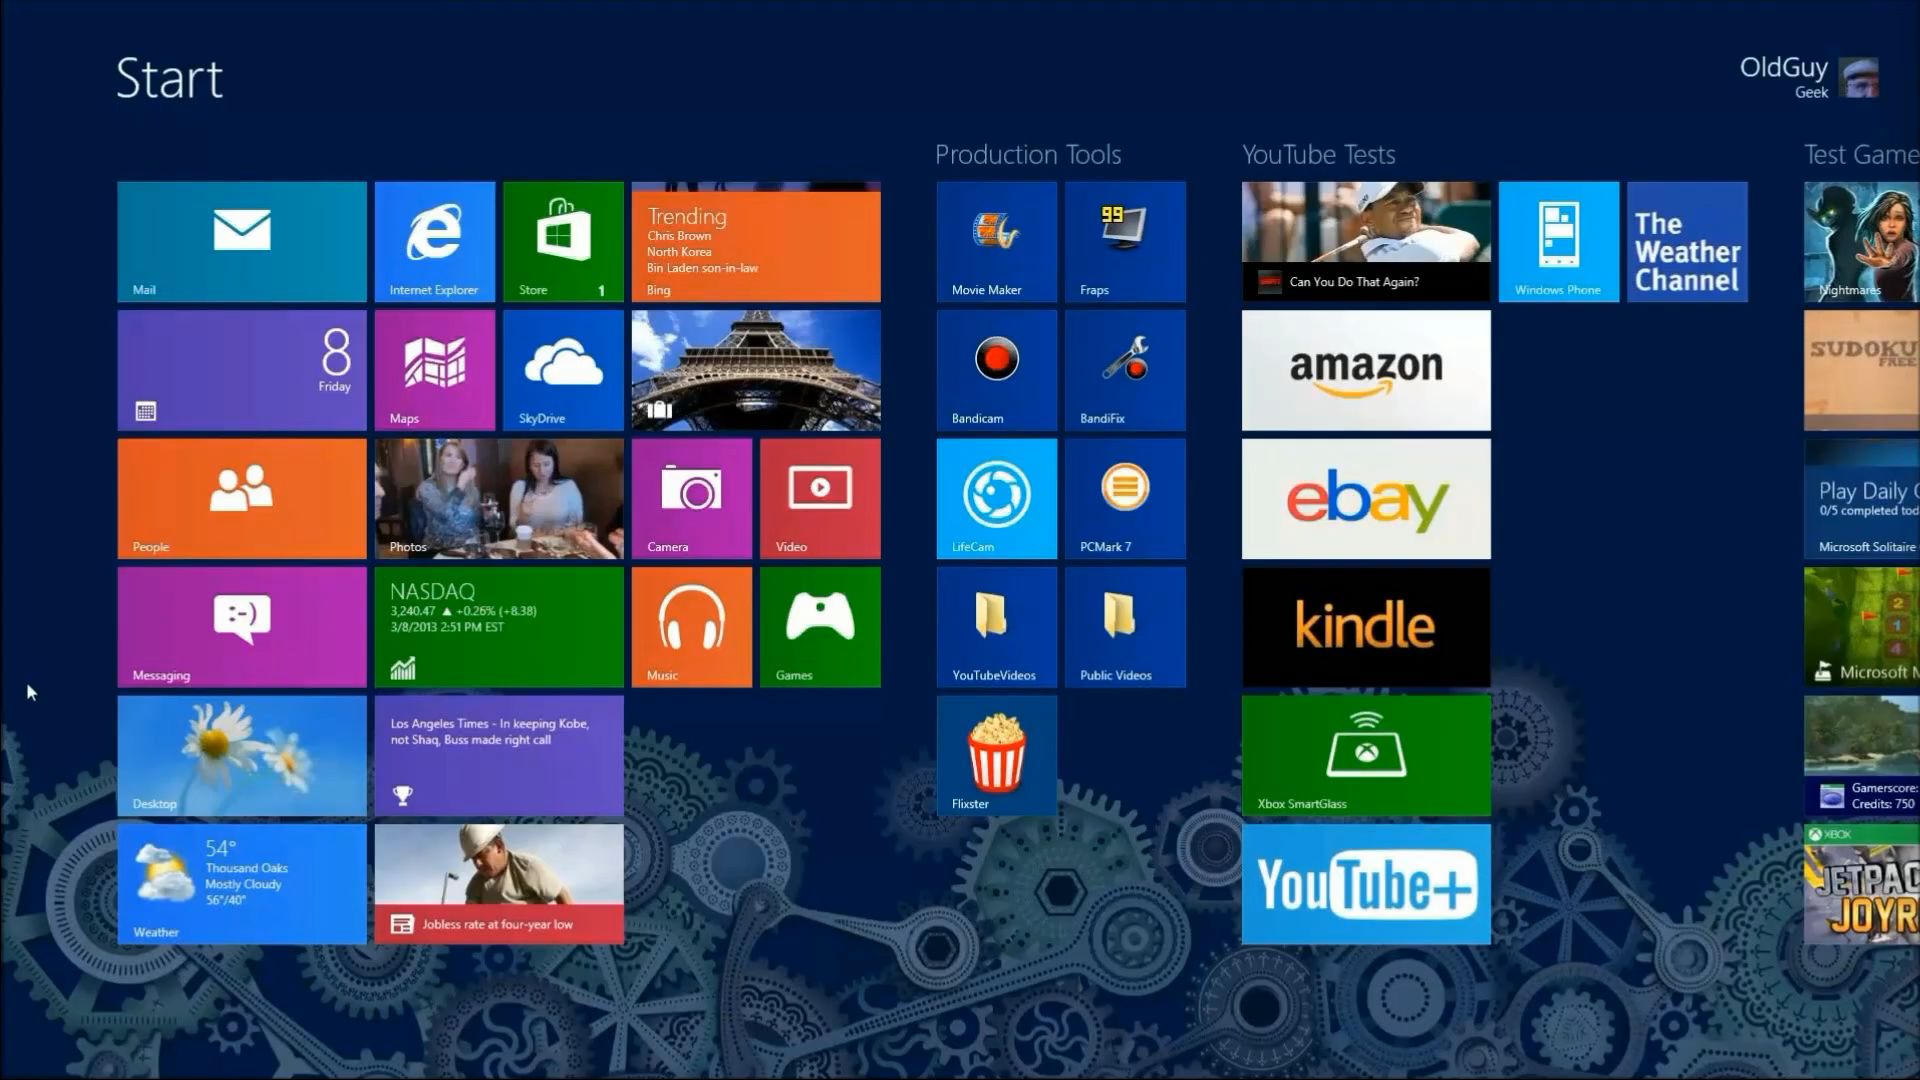 Start
OldGuy
Geek
Production Tools
YouTube Tests
Test Game
Mail
Internet Explorer
Store
1
Trending
Chris Brown
North Korea
Bin Laden son-in-law
Bing
Movie Maker
99
Fraps
Can You Do That Again?
Windows Phone
The
Weather
Channel
Nightmares
8
Friday
Maps
SkyDrive
Bandicam
BandiFix
amazon
SUDOKU
FREE
People
Photos
Camera
Video
LifeCam
PCMark 7
ebay
Play Daily
0/5 completed tod
Microsoft Solitaire
:-)
Messaging
NASDAQ
3,240.47 ▲ +0.26% (+8.38)
3/8/2013 2:51 PM EST
Music
Games
YouTubeVideos
Public Videos
kindle
2
1
4
Microsoft M
Desktop
Los Angeles Times - In keeping Kobe,
not Shaq, Buss made right call
Flixster
Xbox SmartGlass
Gamerscore:
Credits: 750
54°
Thousand Oaks
Mostly Cloudy
56°/40°
Weather
Jobless rate at four-year low
YouTube+
XBOX
JETPAC
JOYR